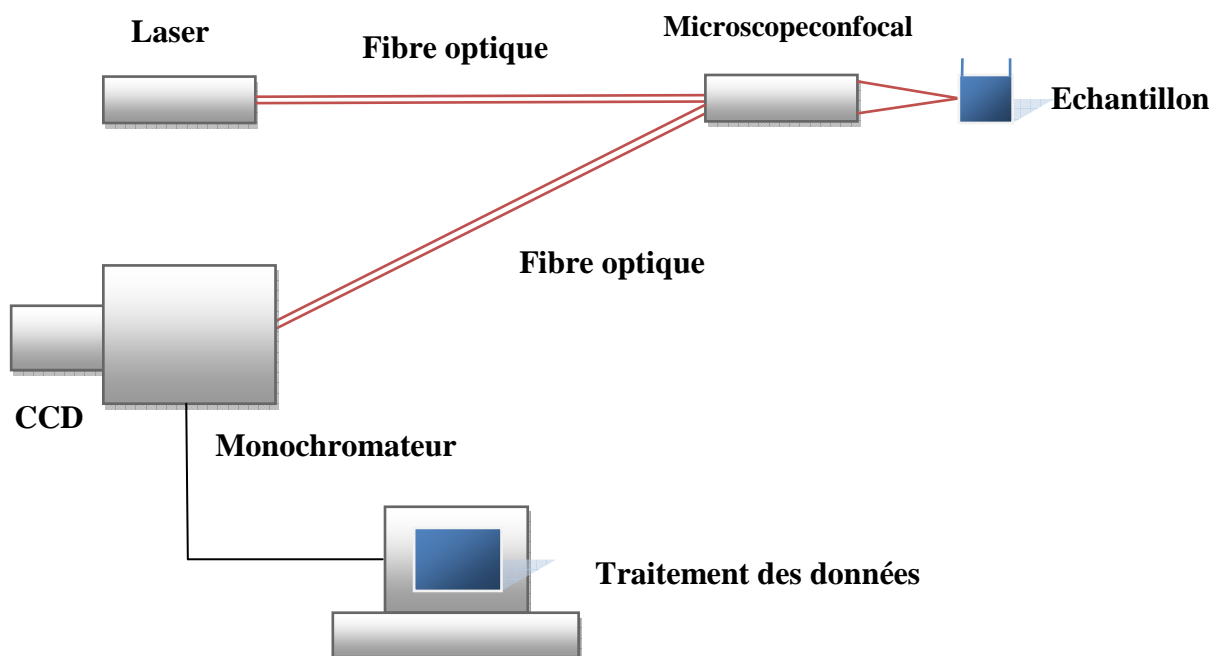 Laser
Fibre optique
Microscopeconfocal
Echantillon
Fibre optique
CCD
Monochromateur
Traitement des données